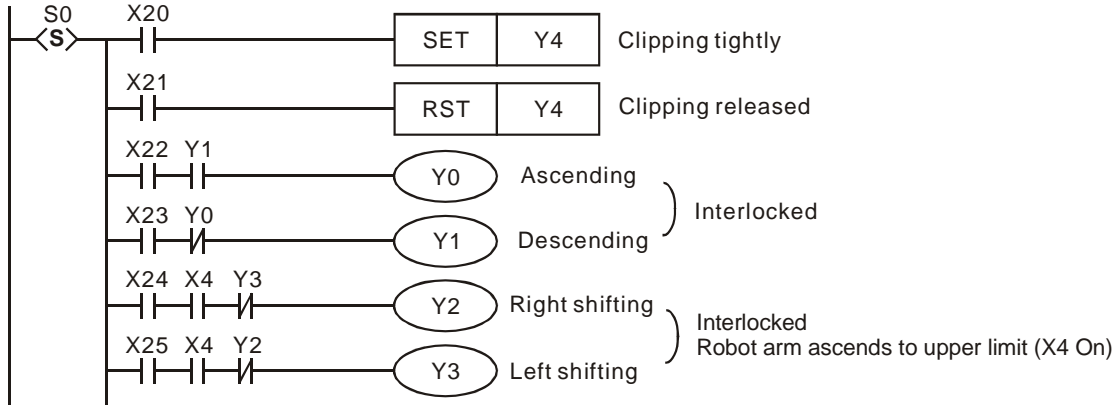 S0 X20
S SET Y4 Clipping tightly
X21
RST Y4 Clipping released
X22 Y1
Y0 Ascending
Interlocked
X23 Y0
Y1 Descending
X24 X4 Y3
Y2 Right shifting
Interlocked
Robot arm ascends to upper limit (X4 On)
X25 X4 Y2
Y3 Left shifting